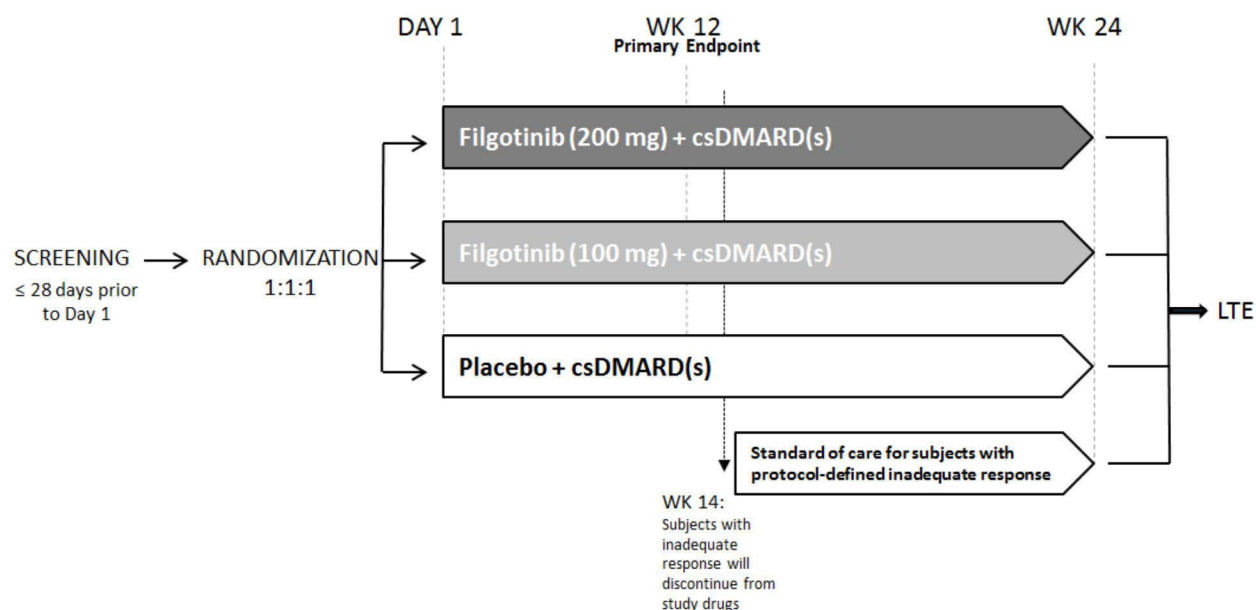 DAY 1
WK 12
Primary Endpoint
WK 24
Filgotinib (200 mg) + csDMARD(s)
Filgotinib (100 mg) + csDMARD(s)
SCREENING
≤ 28 days prior
to Day 1
RANDOMIZATION
1:1:1
LTE
Placebo + csDMARD(s)
Standard of care for subjects with
protocol-defined inadequate response
WK 14:
Subjects with
inadequate
response will
discontinue from
study drugs